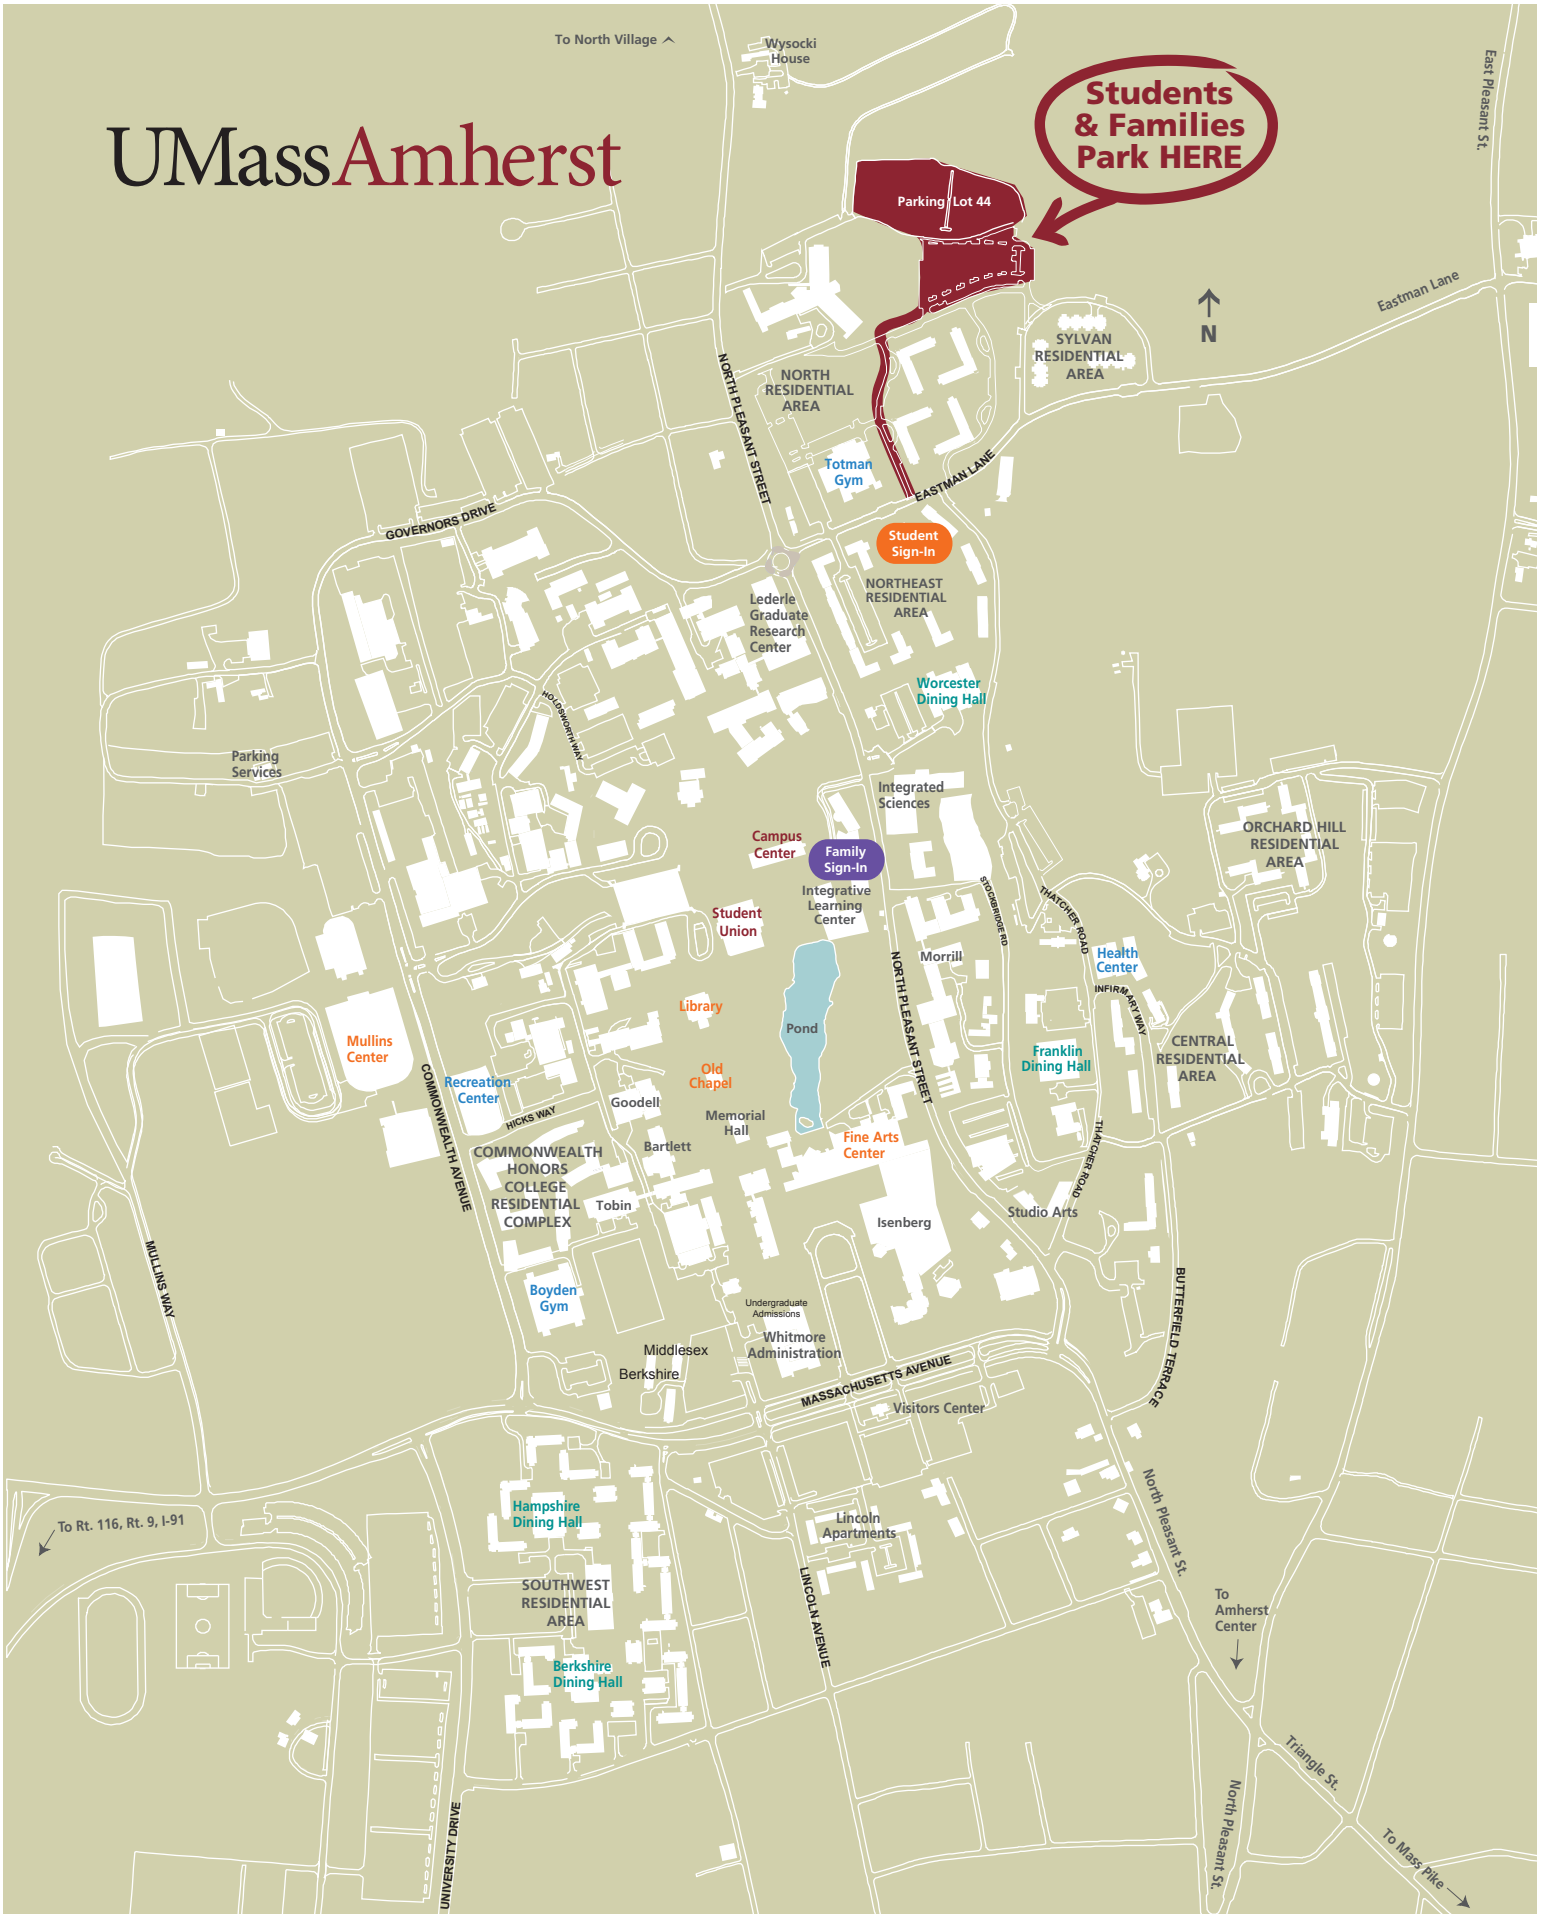 To North Village
Wysocki
House
East Pleasant St.
Students
& Families
Park HERE
UMassAmherst
Parking Lot 44
Eastman Lane
N
SYLVAN
RESIDENTIAL
AREA
NORTH
RESIDENTIAL
AREA
NORTH PLEASANT STREET
Totman
Gym
EASTMAN LANE
GOVERNORS DRIVE
Student
Sign-In
NORTHEAST
RESIDENTIAL
AREA
Lederle
Graduate
Research
Center
Worcester
Dining Hall
HOLDSWORTH WAY
Parking
Services
Integrated
Sciences
Campus
Center
Family
Sign-In
ORCHARD HILL
RESIDENTIAL
AREA
Integrative
Learning
Center
STOCKBRIDGE RD
THATCHER ROAD
Student
Union
Morrill
Health
Center
NORTH PLEASANT STREET
INFIRMARY WAY
Library
Pond
Mullins
Center
Franklin
Dining Hall
CENTRAL
RESIDENTIAL
AREA
Old
Chapel
Recreation
Center
COMMONWEALTH AVENUE
HICKS WAY
Goodell
Memorial
Hall
Bartlett
Fine Arts
Center
THATCHER ROAD
COMMONWEALTH
HONORS
COLLEGE
RESIDENTIAL
COMPLEX
Tobin
Studio Arts
Isenberg
MULLINS WAY
Boyden
Gym
BUTTERFIELD TERRACE
Undergraduate
Admissions
Whitmore
Administration
Middlesex
Berkshire
MASSACHUSETTS AVENUE
Visitors Center
North Pleasant St.
Hampshire
Dining Hall
To Rt. 116, Rt. 9, I-91
Lincoln
Apartments
LINCOLN AVENUE
SOUTHWEST
RESIDENTIAL
AREA
To
Amherst
Center
Berkshire
Dining Hall
Triangle St.
North Pleasant St.
UNIVERSITY DRIVE
To Mass Pike